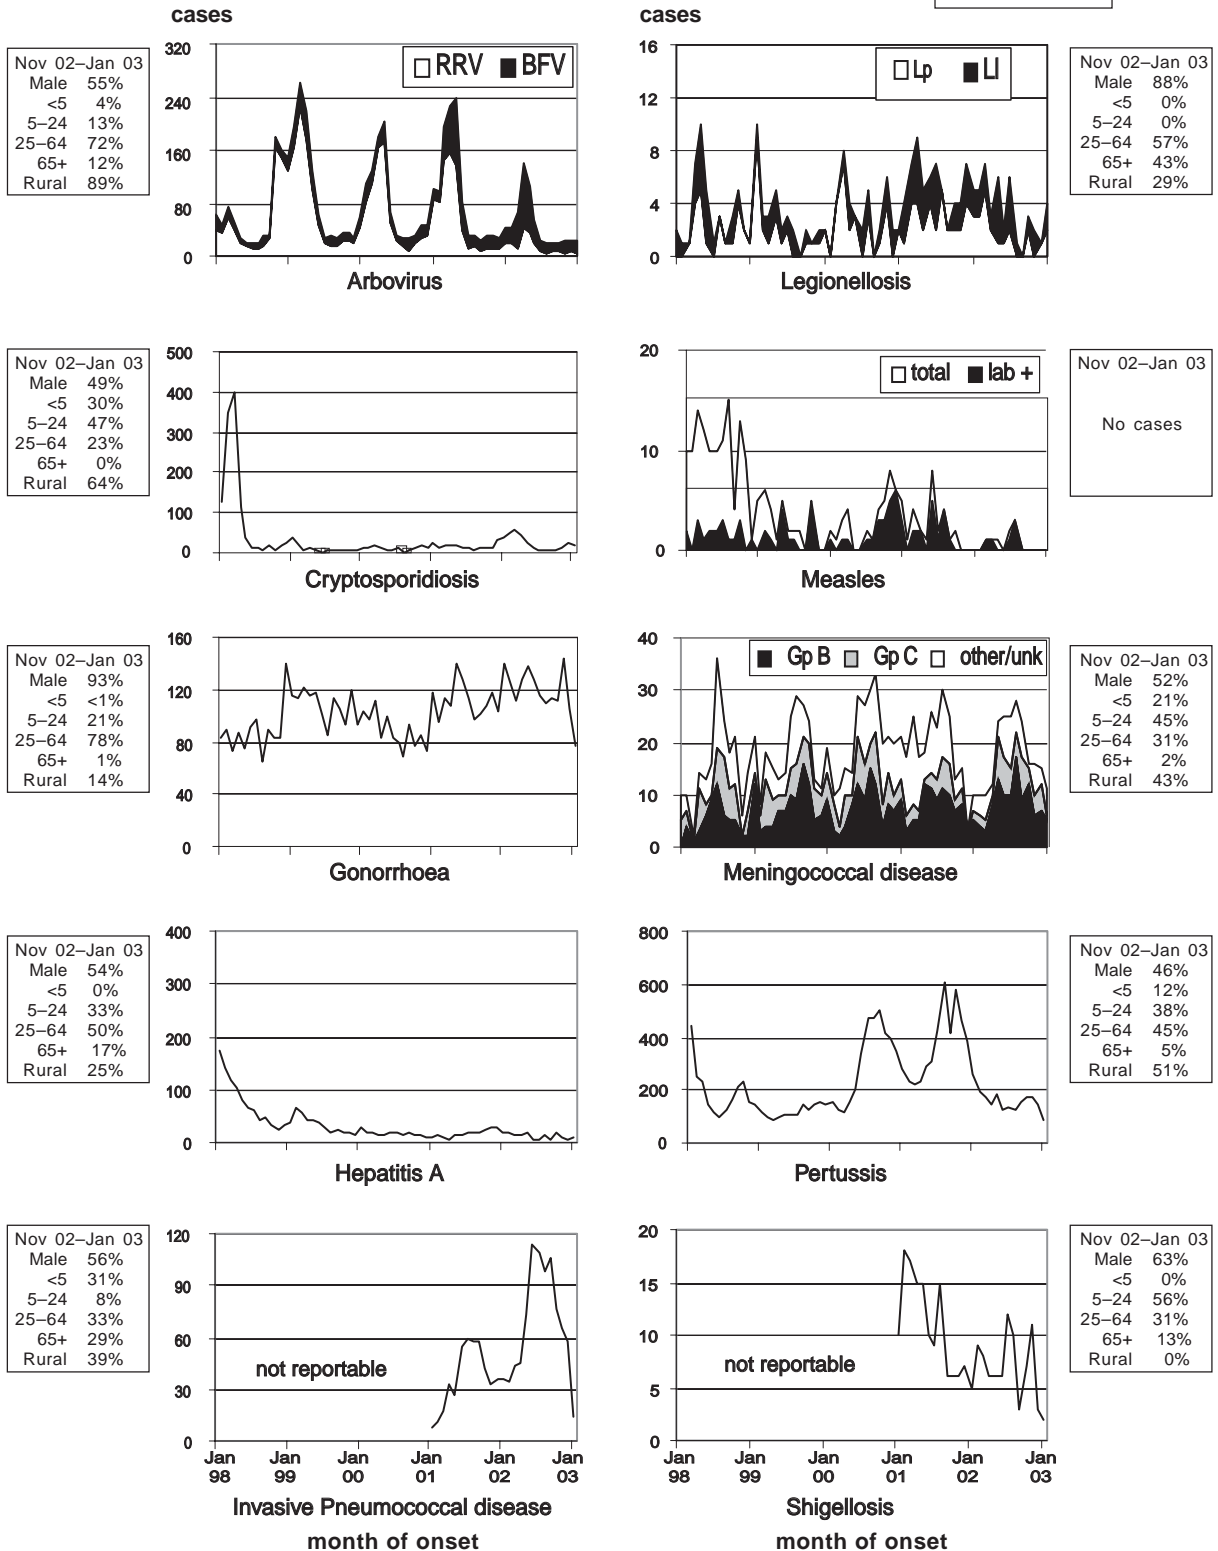 cases
Nov 02–Jan 03
Male 55%
<5 4%
5–24 13%
25–64 72%
65+ 12%
Rural 89%
320
240
160
80
0
RRV BFV
Arbovirus
cases
16
12
8
4
0
Lp Ll
Legionellosis
Nov 02–Jan 03
Male 88%
<5 0%
5–24 0%
25–64 57%
65+ 43%
Rural 29%
Nov 02–Jan 03
Male 49%
<5 30%
5–24 47%
25–64 23%
65+ 0%
Rural 64%
500
400
300
200
100
0
Cryptosporidiosis
20
10
0
total lab +
Measles
Nov 02–Jan 03
No cases
Nov 02–Jan 03
Male 93%
<5 <1%
5–24 21%
25–64 78%
65+ 1%
Rural 14%
160
120
80
40
0
Gonorrhoea
40
30
20
10
0
Gp B Gp C other/unk
Meningococcal disease
Nov 02–Jan 03
Male 52%
<5 21%
5–24 45%
25–64 31%
65+ 2%
Rural 43%
Nov 02–Jan 03
Male 54%
<5 0%
5–24 33%
25–64 50%
65+ 17%
Rural 25%
400
300
200
100
0
Hepatitis A
800
600
400
200
0
Pertussis
Nov 02–Jan 03
Male 46%
<5 12%
5–24 38%
25–64 45%
65+ 5%
Rural 51%
Nov 02–Jan 03
Male 56%
<5 31%
5–24 8%
25–64 33%
65+ 29%
Rural 39%
120
90
60
30
0
not reportable
Jan Jan Jan Jan Jan Jan
98 99 00 01 02 03
Invasive Pneumococcal disease
month of onset
20
15
10
5
0
not reportable
Jan Jan Jan Jan Jan Jan
98 99 00 01 02 03
Shigellosis
month of onset
Nov 02–Jan 03
Male 63%
<5 0%
5–24 56%
25–64 31%
65+ 13%
Rural 0%